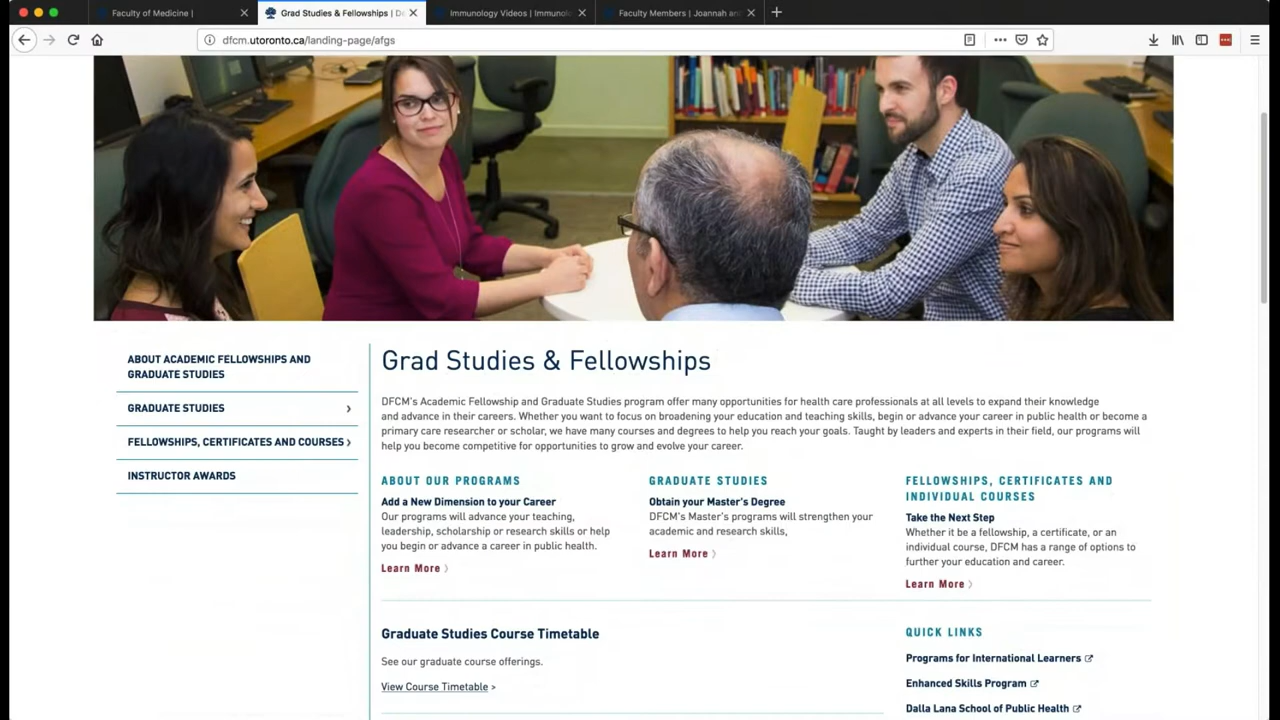 Faculty of Medicine |
Grad Studies & Fellowships | D
Immunology Videos | Immunolo
Faculty Members | Joannah and
dfcm.utoronto.ca/landing-page/afgs
ABOUT ACADEMIC FELLOWSHIPS AND
GRADUATE STUDIES
GRADUATE STUDIES
FELLOWSHIPS, CERTIFICATES AND COURSES
INSTRUCTOR AWARDS
Grad Studies & Fellowships
DFCM's Academic Fellowship and Graduate Studies program offer many opportunities for health care professionals at all levels to expand their knowledge
and advance in their careers. Whether you want to focus on broadening your education and teaching skills, begin or advance your career in public health or become a
primary care researcher or scholar, we have many courses and degrees to help you reach your goals. Taught by leaders and experts in their field, our programs will
help you become competitive for opportunities to grow and evolve your career.
ABOUT OUR PROGRAMS
Add a New Dimension to your Career
Our programs will advance your teaching,
leadership, scholarship or research skills or help
you begin or advance a career in public health.
Learn More >
GRADUATE STUDIES
Obtain your Master's Degree
DFCM's Master's programs will strengthen your
academic and research skills,
Learn More >
FELLOWSHIPS, CERTIFICATES AND
INDIVIDUAL COURSES
Take the Next Step
Whether it be a fellowship, a certificate, or an
individual course, DFCM has a range of options to
further your education and career.
Learn More >
Graduate Studies Course Timetable
See our graduate course offerings.
View Course Timetable >
QUICK LINKS
Programs for International Learners
Enhanced Skills Program
Dalla Lana School of Public Health